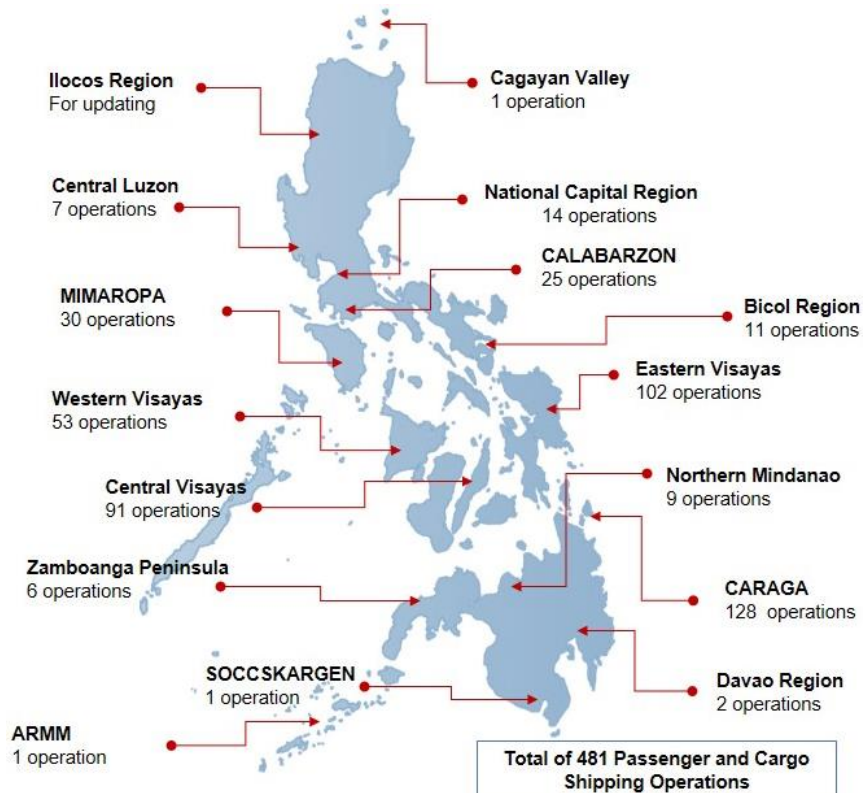 Ilocos Region
For updating
Cagayan Valley
1 operation
Central Luzon
7 operations
National Capital Region
14 operations
CALABARZON
25 operations
MIMAROPA
30 operations
Bicol Region
11 operations
Eastern Visayas
102 operations
Western Visayas
53 operations
Northern Mindanao
9 operations
Central Visayas
91 operations
Zamboanga Peninsula
6 operations
CARAGA
128 operations
SOCCSKARGEN
1 operation
Davao Region
2 operations
ARMM
1 operation
Total of 481 Passenger and Cargo
Shipping Operations